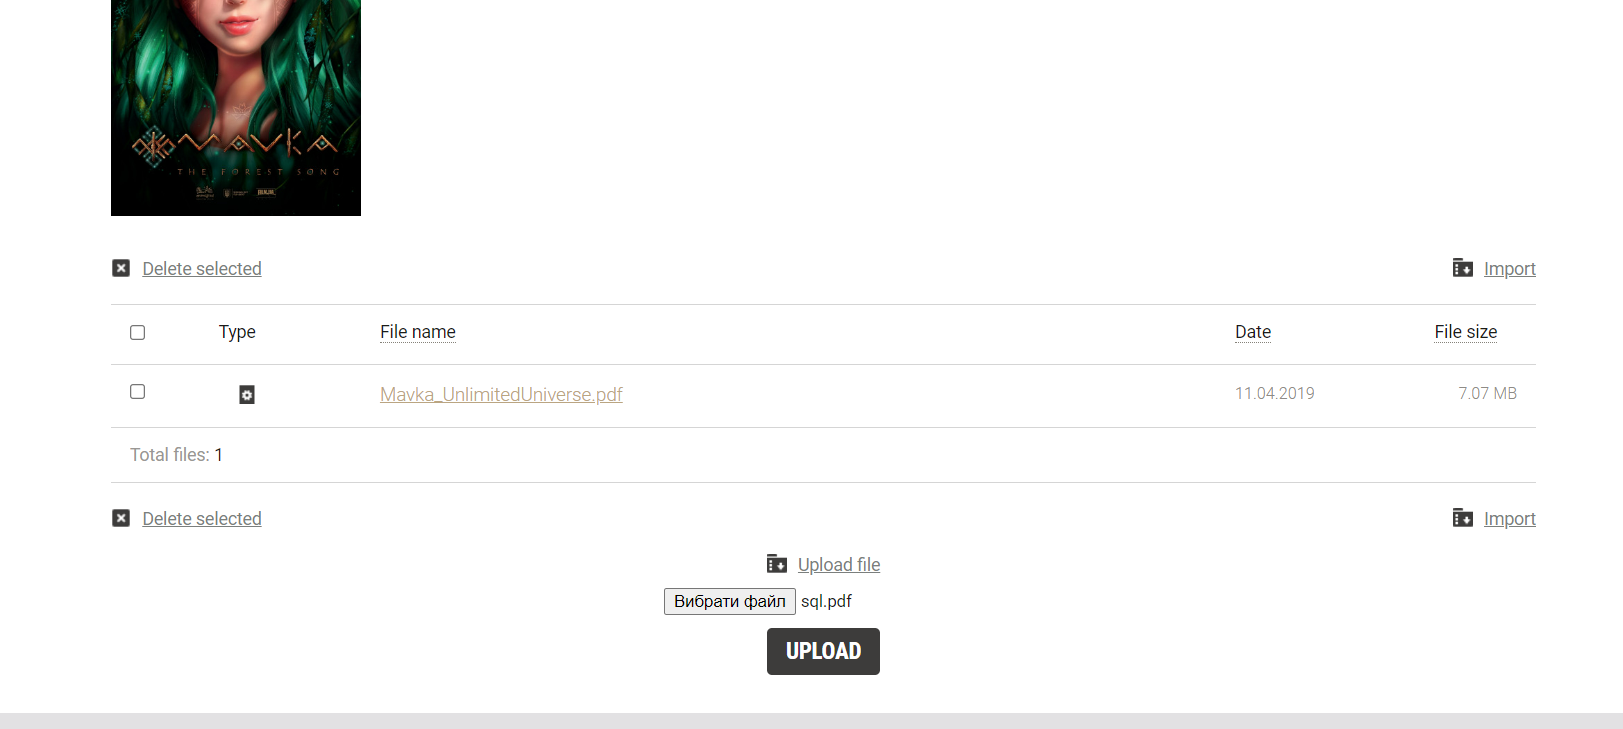 MAVKA
THE FOREST SONG
Delete selected
Import
Type File name Date File size
Mavka_UnlimitedUniverse.pdf 11.04.2019 7.07 MB
Total files: 1
Delete selected
Import
Upload file
Вибрати файл sql.pdf
UPLOAD